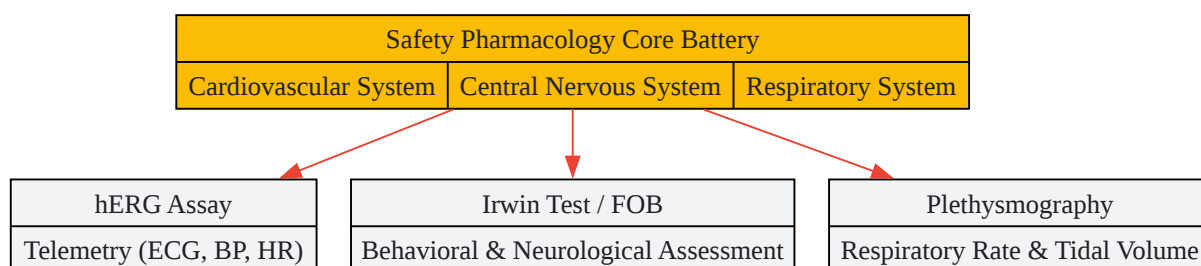 Safety Pharmacology Core Battery
Cardiovascular System Central Nervous System Respiratory System
hERG Assay Irwin Test / FOB Plethysmography
Telemetry (ECG, BP, HR) Behavioral & Neurological Assessment Respiratory Rate & Tidal Volume